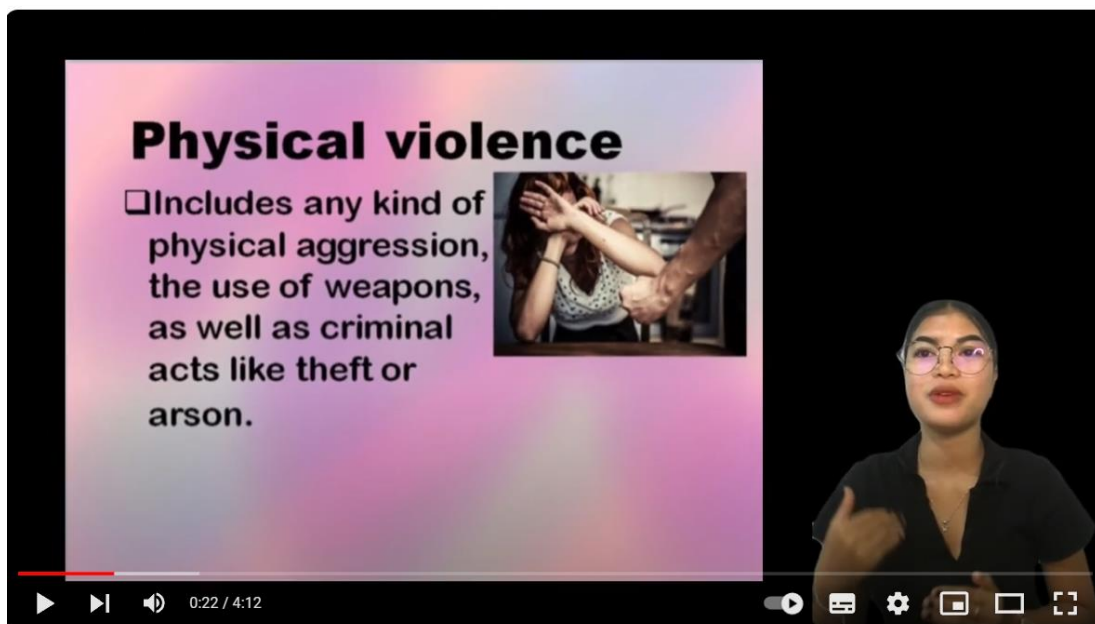 Physical violence
❑Includes any kind of
physical aggression,
the use of weapons,
as well as criminal
acts like theft or
arson.
0:22 / 4:12